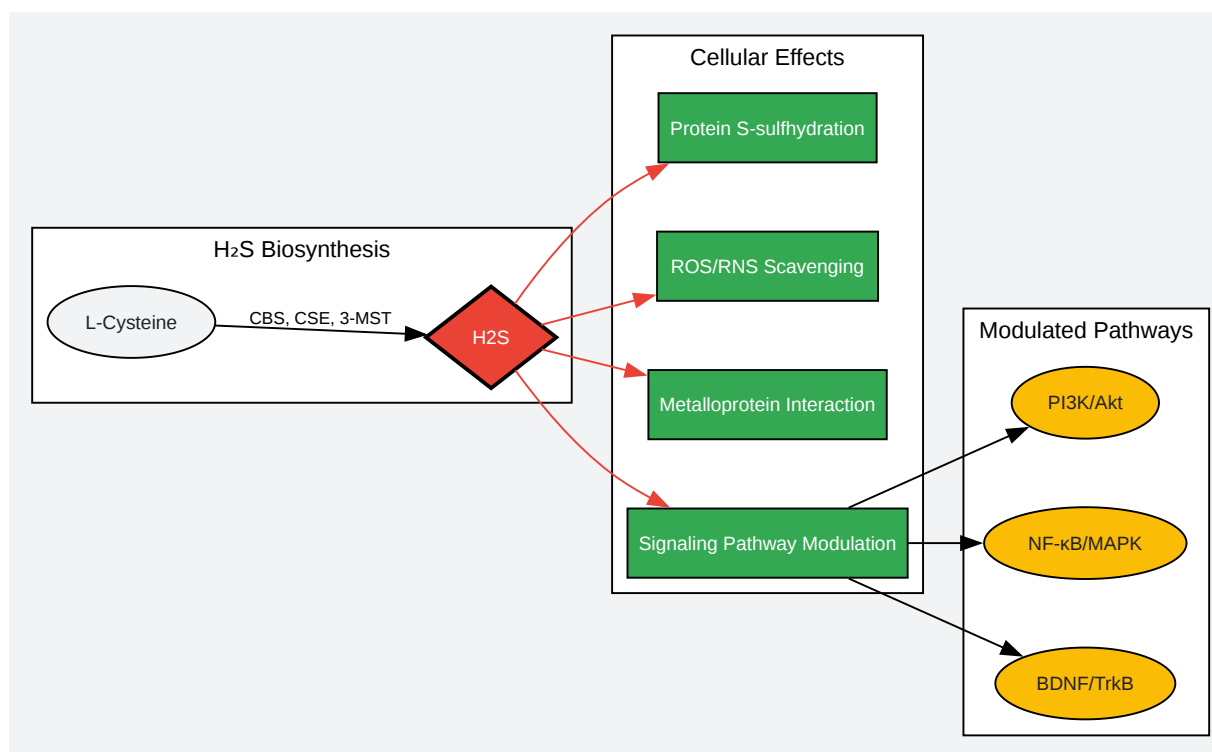 H₂S Biosynthesis
L-Cysteine
CBS, CSE, 3-MST
H2S
Cellular Effects
Protein S-sulfhydration
ROS/RNS Scavenging
Metalloprotein Interaction
Signaling Pathway Modulation
Modulated Pathways
PI3K/Akt
NF-κB/MAPK
BDNF/TrkB